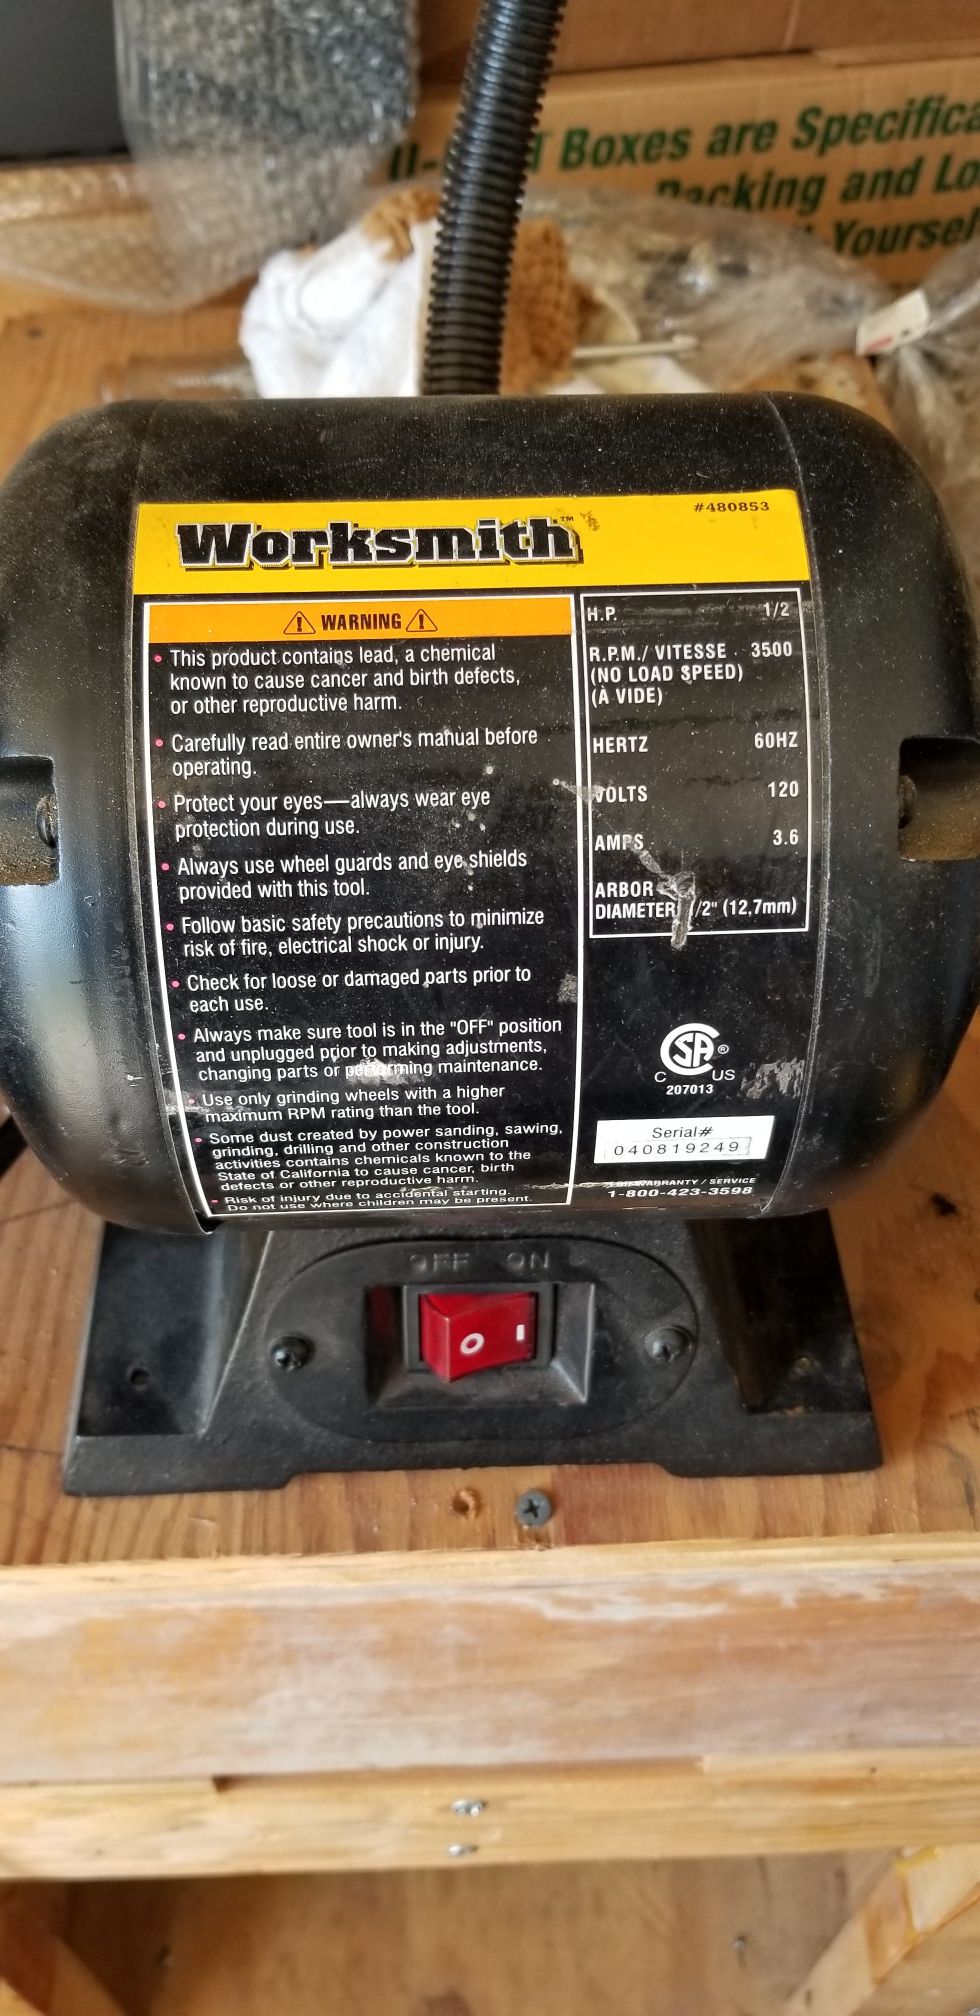 Boxes are Specifica
Packing and Lo
Yoursel
Worksmith™
#480853
WARNING
• This product contains lead, a chemical
known to cause cancer and birth defects,
or other reproductive harm.
• Carefully read entire owner's manual before
operating.
• Protect your eyes—always wear eye
protection during use.
• Always use wheel guards and eye shields
provided with this tool.
• Follow basic safety precautions to minimize
risk of fire, electrical shock or injury.
• Check for loose or damaged parts prior to
each use.
• Always make sure tool is in the "OFF" position
and unplugged prior to making adjustments,
changing parts or performing maintenance.
• Use only grinding wheels with a higher
maximum RPM rating than the tool.
• Some dust created by power sanding, sawing,
grinding, drilling and other construction
activities contains chemicals known to the
State of California to cause cancer, birth
defects or other reproductive harm.
• Risk of injury due to accidental starting.
Do not use where children may be present.
H.P. 1/2
R.P.M./ VITESSE 3500
(NO LOAD SPEED)
(À VIDE)
HERTZ 60HZ
VOLTS 120
AMPS 3.6
ARBOR
DIAMETER /2" (12,7mm)
CSA ®
C US
207013
Serial#
040819249
WARRANTY / SERVICE
1-800-423-3598
OFF ON
O I